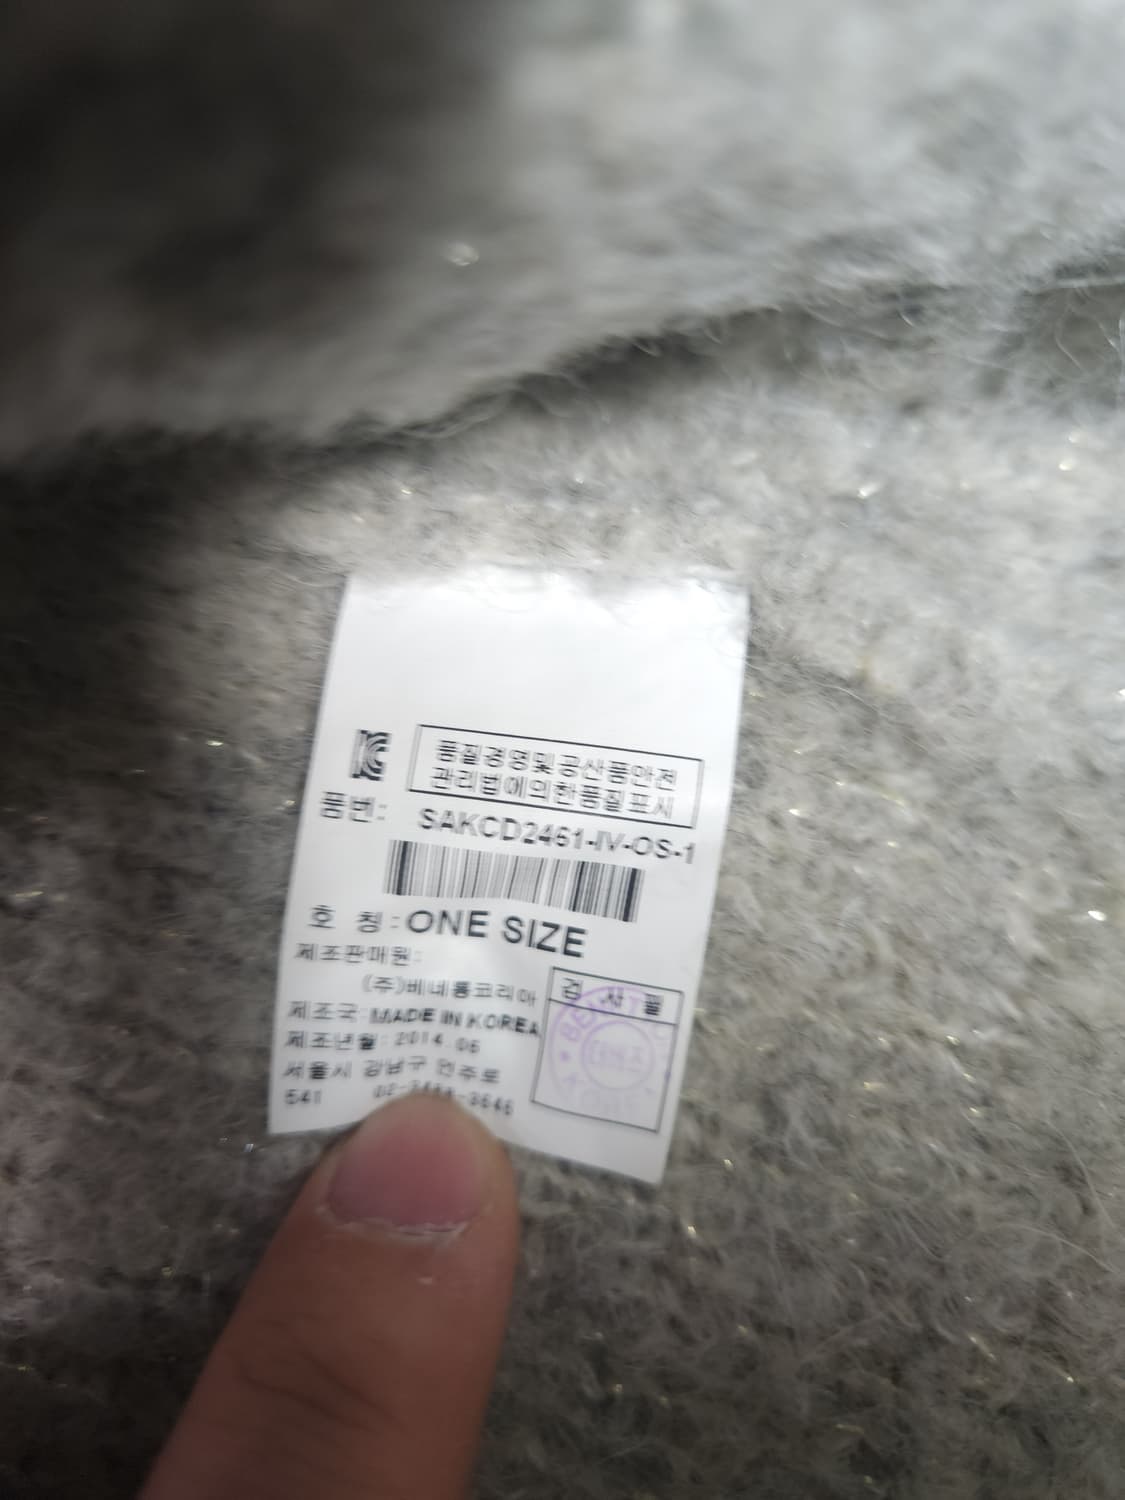 KC
품질경영및공산품안전
관리법에의한품질표시
품번: SAKCD2461-IV-OS-1
호 칭 : ONE SIZE
제조판매원:
(주)베네통코리아
제조국: MADE IN KOREA
제조년월: 2014.06
서울시 강남구 언주로
541 02- -3646
검 사 필